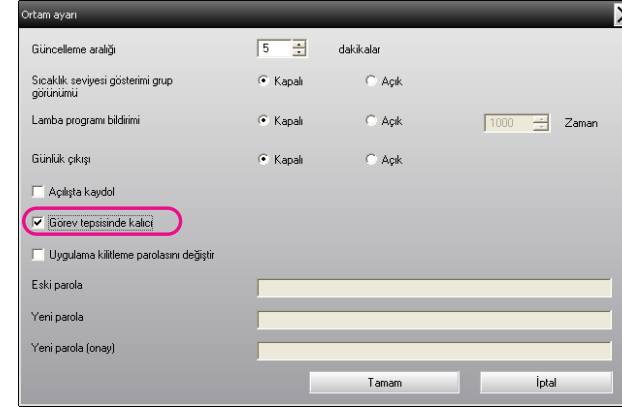 Ortam ayarı
Güncelleme aralığı 5 dakikalar
Sıcaklık seviyesi gösterimi grup görünümü Kapalı Açık
Lamba programı bildirimi Kapalı Açık 1000 Zaman
Günlük çıkışı Kapalı Açık
Açılışta kaydol
Görev tepsisinde kalıcı
Uygulama kilitleme parolasını değiştir
Eski parola
Yeni parola
Yeni parola (onay)
Tamam İptal